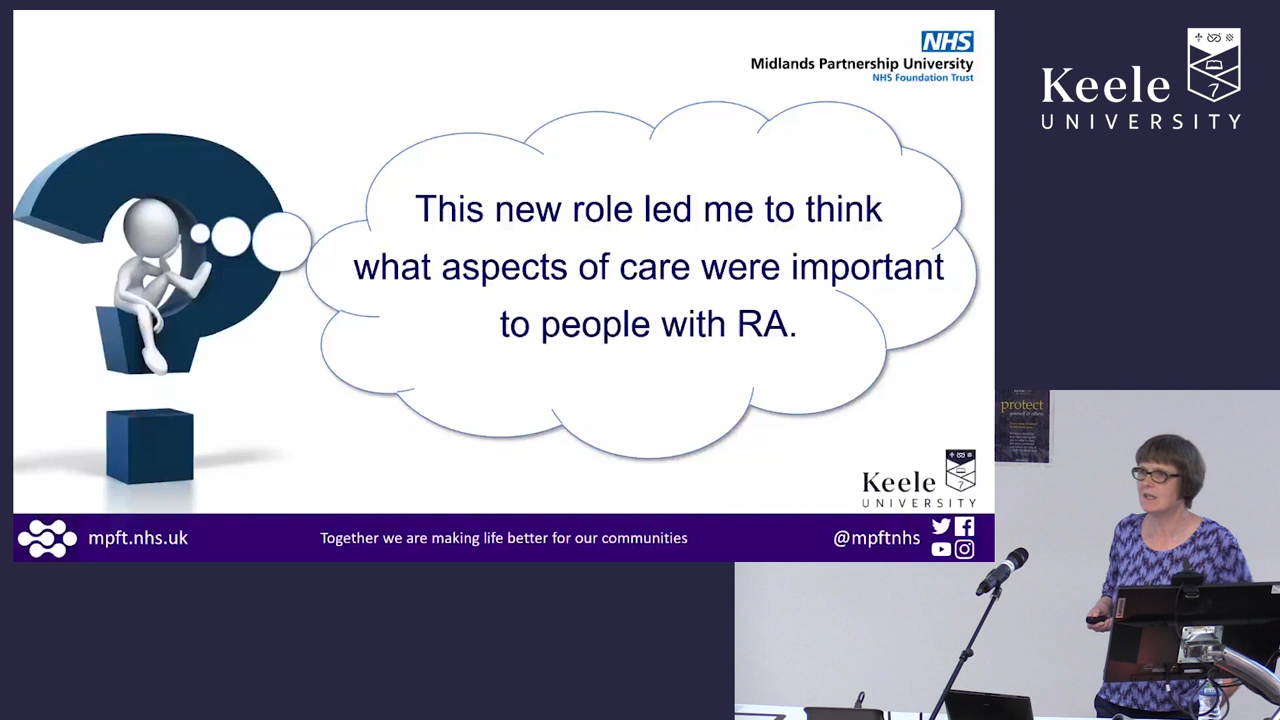 NHS
Midlands Partnership University
NHS Foundation Trust
This new role led me to think
what aspects of care were important
to people with RA.
Keele
UNIVERSITY
mpft.nhs.uk
Together we are making life better for our communities
@mpftnhs
Keele
UNIVERSITY
protect